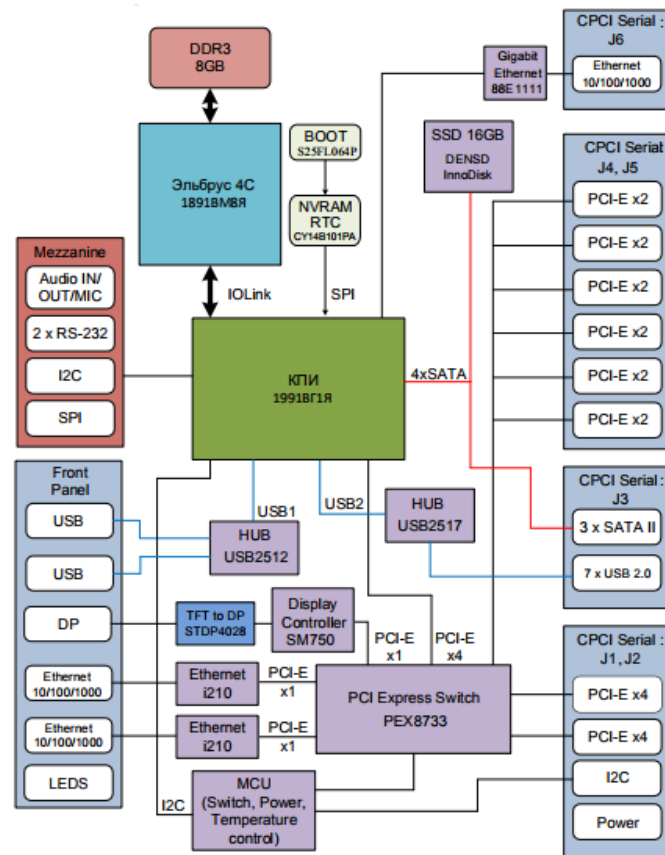 DDR3
8GB
CPCI Serial :
J6
Gigabit
Ethernet
88E1111
Ethernet
10/100/1000
BOOT
S25FL064P
SSD 16GB
DENSD
InnoDisk
Эльбрус 4С
1891ВМ8Я
NVRAM
RTC
CY14B101PA
CPCI Serial:
J4, J5
PCI-E x2
PCI-E x2
PCI-E x2
PCI-E x2
PCI-E x2
PCI-E x2
Mezzanine
Audio IN/
OUT/MIC
2 x RS-232
I2C
SPI
IOLink
SPI
КПИ
1991ВГ1Я
4xSATA
Front
Panel
USB
USB
DP
Ethernet
10/100/1000
Ethernet
10/100/1000
LEDS
USB1
USB2
HUB
USB2512
HUB
USB2517
CPCI Serial :
J3
3 x SATA II
7 x USB 2.0
TFT to DP
STDP4028
Display
Controller
SM750
PCI-E
x1
PCI-E
x4
Ethernet
i210
PCI-E
x1
Ethernet
i210
PCI-E
x1
PCI Express Switch
PEX8733
CPCI Serial :
J1, J2
PCI-E x4
PCI-E x4
I2C
Power
I2C
MCU
(Switch, Power,
Temperature
control)